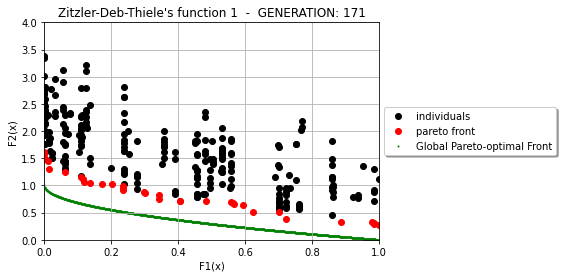 Zitzler-Deb-Thiele's function 1 - GENERATION: 171
F2(x)
4.0
3.5
3.0
2.5
2.0
1.5
1.0
0.5
0.0
0.0 0.2 0.4 0.6 0.8 1.0
F1(x)
individuals
pareto front
Global Pareto-optimal Front